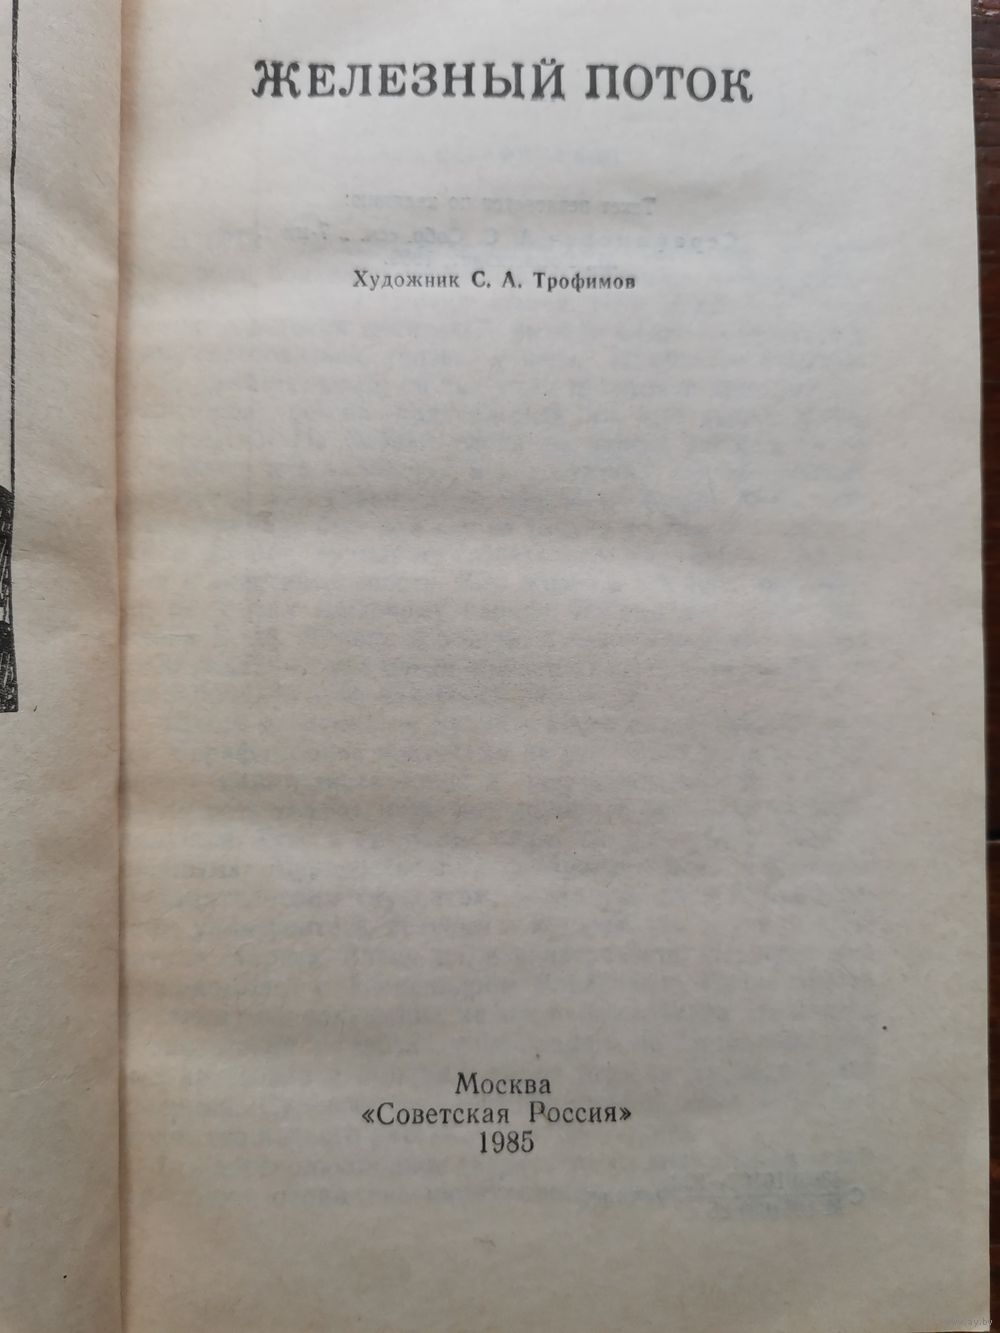 ЖЕЛЕЗНЫЙ ПОТОК
Художник С. А. Трофимов
Москва
«Советская Россия»
1985